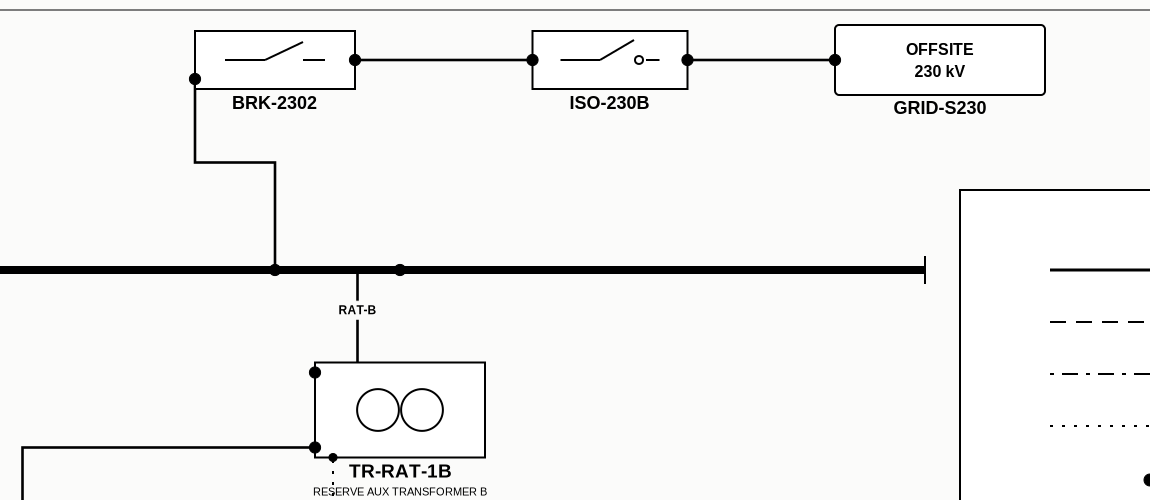 OFFSITE
230 kV
BRK-2302
ISO-230B
GRID-S230
RAT-B
TR-RAT-1B
RESERVE AUX TRANSFORMER B